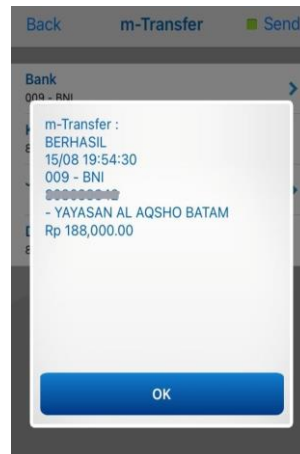 Back m-Transfer Send
Bank
009 - BNI
m-Transfer :
BERHASIL
15/08 19:54:30
009 - BNI
- YAYASAN AL AQSHO BATAM
Rp 188,000.00
OK